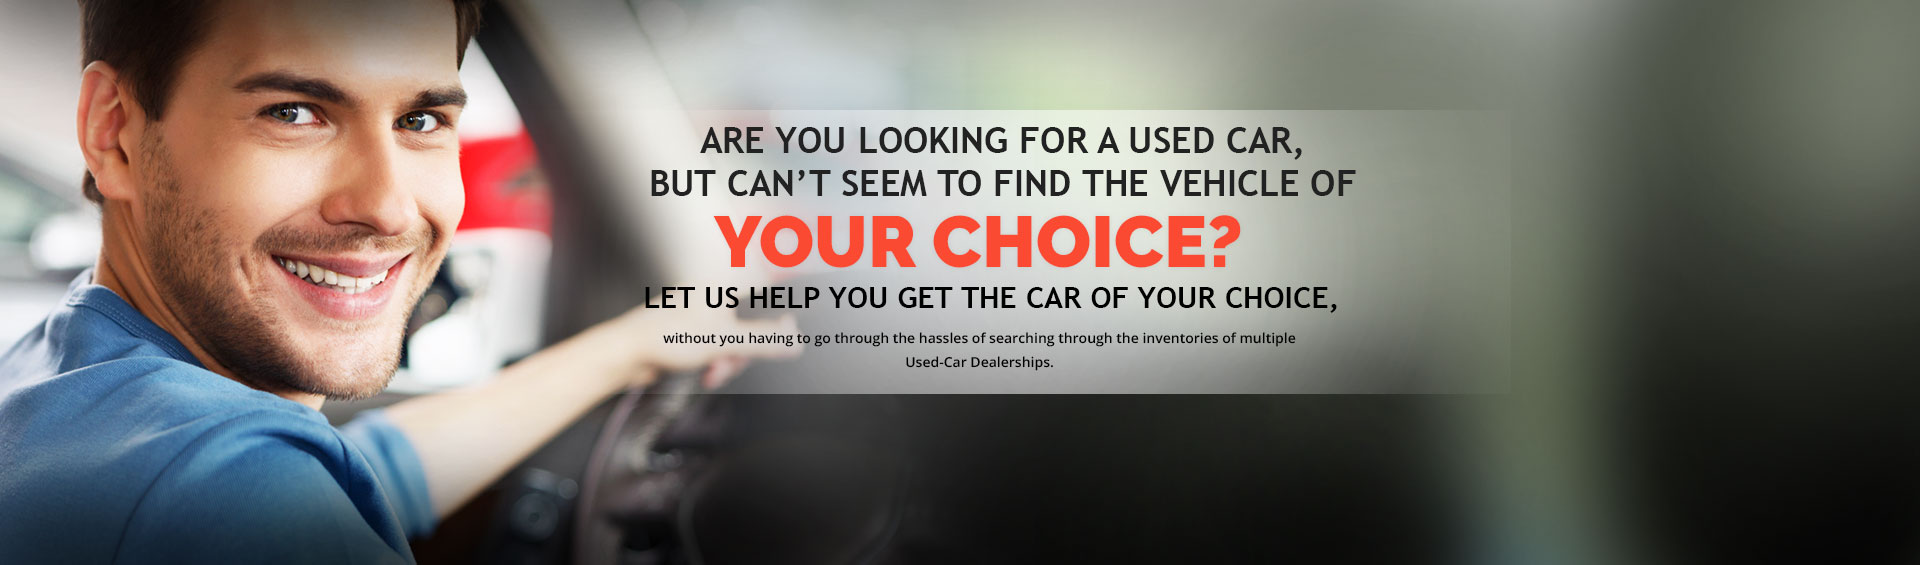 ARE YOU LOOKING FOR A USED CAR,
BUT CAN’T SEEM TO FIND THE VEHICLE OF
YOUR CHOICE?
LET US HELP YOU GET THE CAR OF YOUR CHOICE,
without you having to go through the hassles of searching through the inventories of multiple
Used-Car Dealerships.